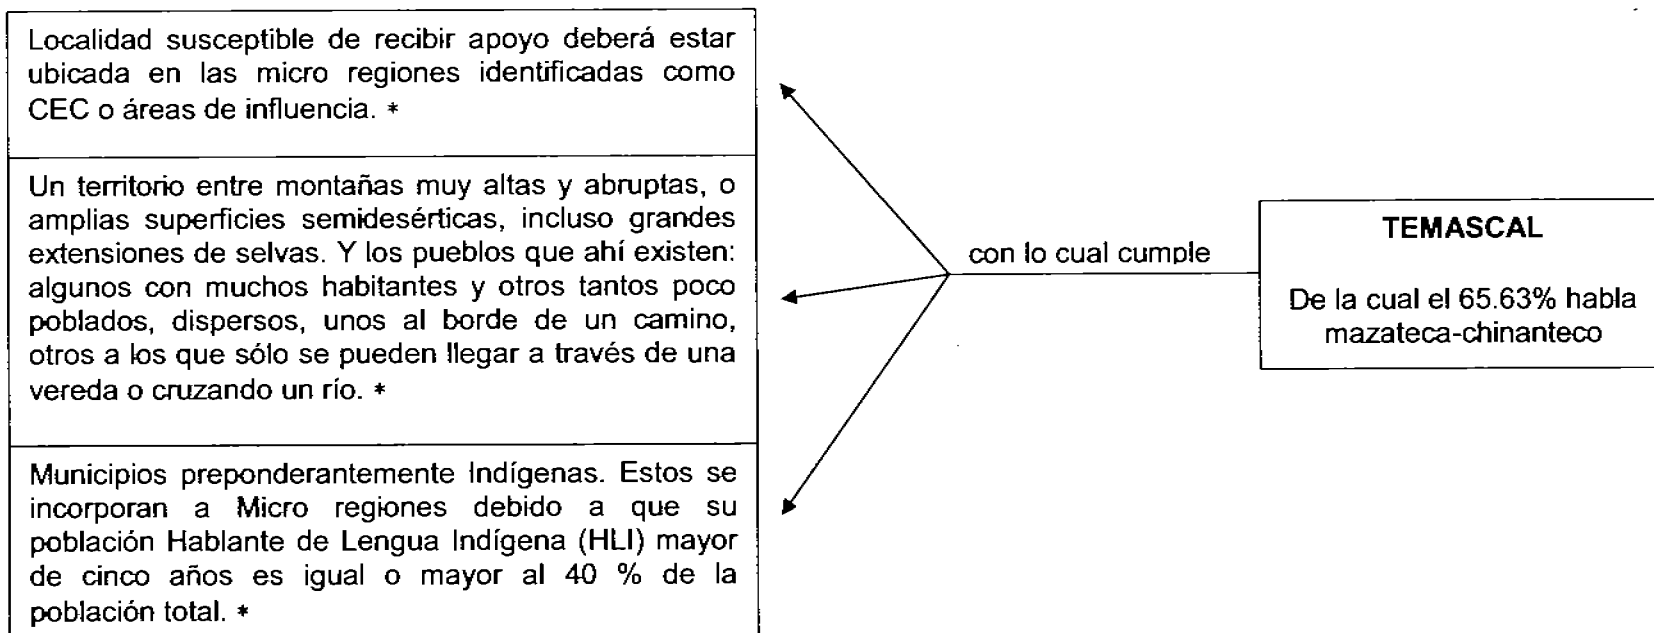 Localidad susceptible de recibir apoyo deberá estar
ubicada en las micro regiones identificadas como
CEC o áreas de influencia. *
Un territorio entre montañas muy altas y abruptas, o
amplias superficies semidesérticas, incluso grandes
extensiones de selvas. Y los pueblos que ahí existen:
algunos con muchos habitantes y otros tantos poco
poblados, dispersos, unos al borde de un camino,
otros a los que sólo se pueden llegar a través de una
vereda o cruzando un río. *
Municipios preponderantemente Indígenas. Estos se
incorporan a Micro regiones debido a que su
población Hablante de Lengua Indígena (HLI) mayor
de cinco años es igual o mayor al 40 % de la
población total. *
con lo cual cumple
TEMASCAL
De la cual el 65.63% habla
mazateca-chinanteco